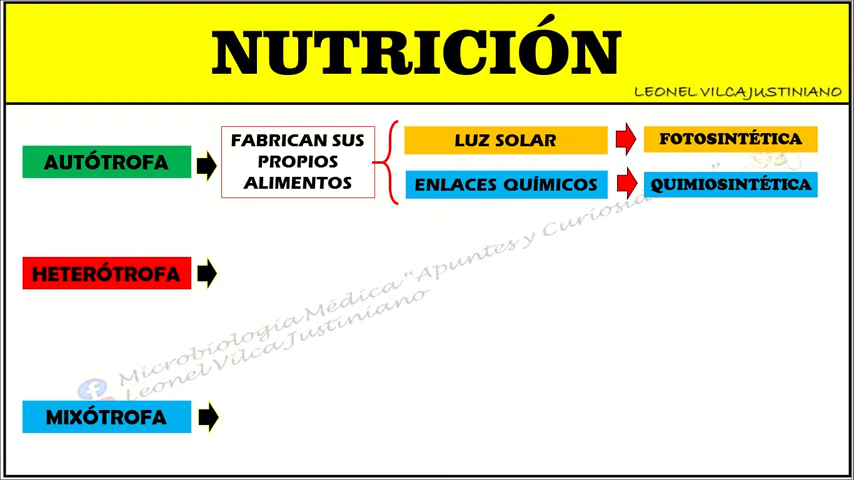 NUTRICIÓN
LEONEL VILCA JUSTINIANO
AUTÓTROFA
FABRICAN SUS
PROPIOS
ALIMENTOS
LUZ SOLAR
FOTOSINTÉTICA
ENLACES QUÍMICOS
QUIMIOSINTÉTICA
HETERÓTROFA
MIXÓTROFA
Microbiología Médica "Apuntes y
Leonel Vilca Justiniano